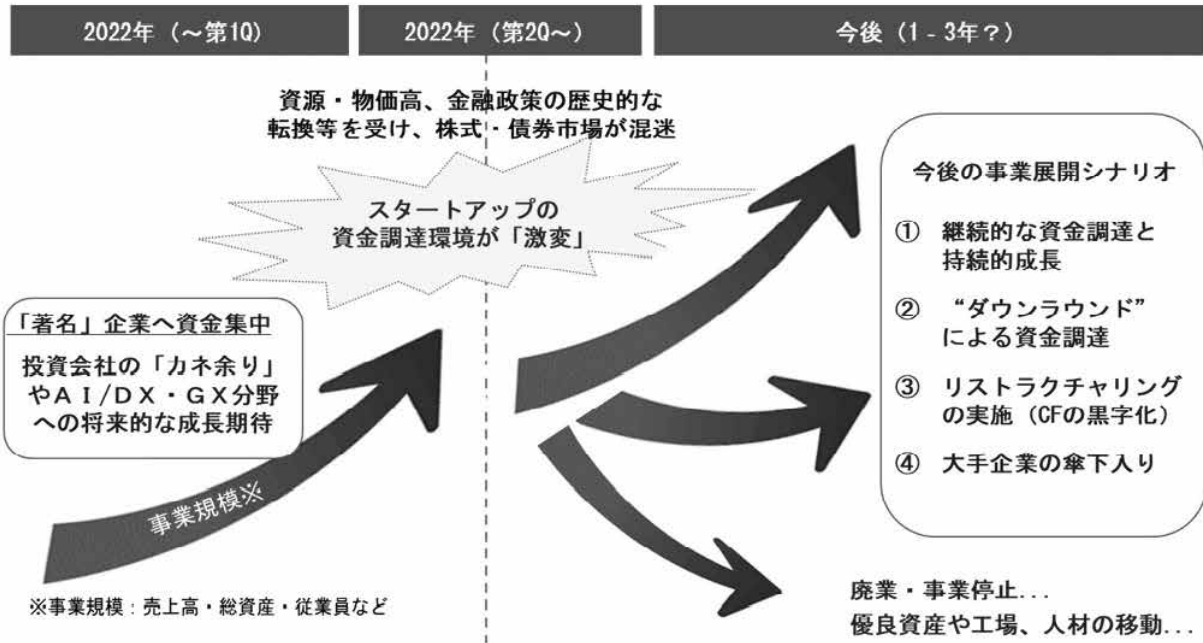 2022年（～第1Q）
2022年（第2Q～）
今後（1‐3年？）
資源・物価高、金融政策の歴史的な
転換等を受け、株式・債券市場が混迷
スタートアップの
資金調達環境が「激変」
「著名」企業へ資金集中
投資会社の「カネ余り」
やＡＩ/DX・ＧＸ分野
への将来的な成長期待
事業規模※
※事業規模：売上高・総資産・従業員など
今後の事業展開シナリオ
① 継続的な資金調達と
持続的成長
② “ダウンラウンド”
による資金調達
③ リストラクチャリング
の実施（CFの黒字化）
④ 大手企業の傘下入り
廃業・事業停止...
優良資産や工場、人材の移動...